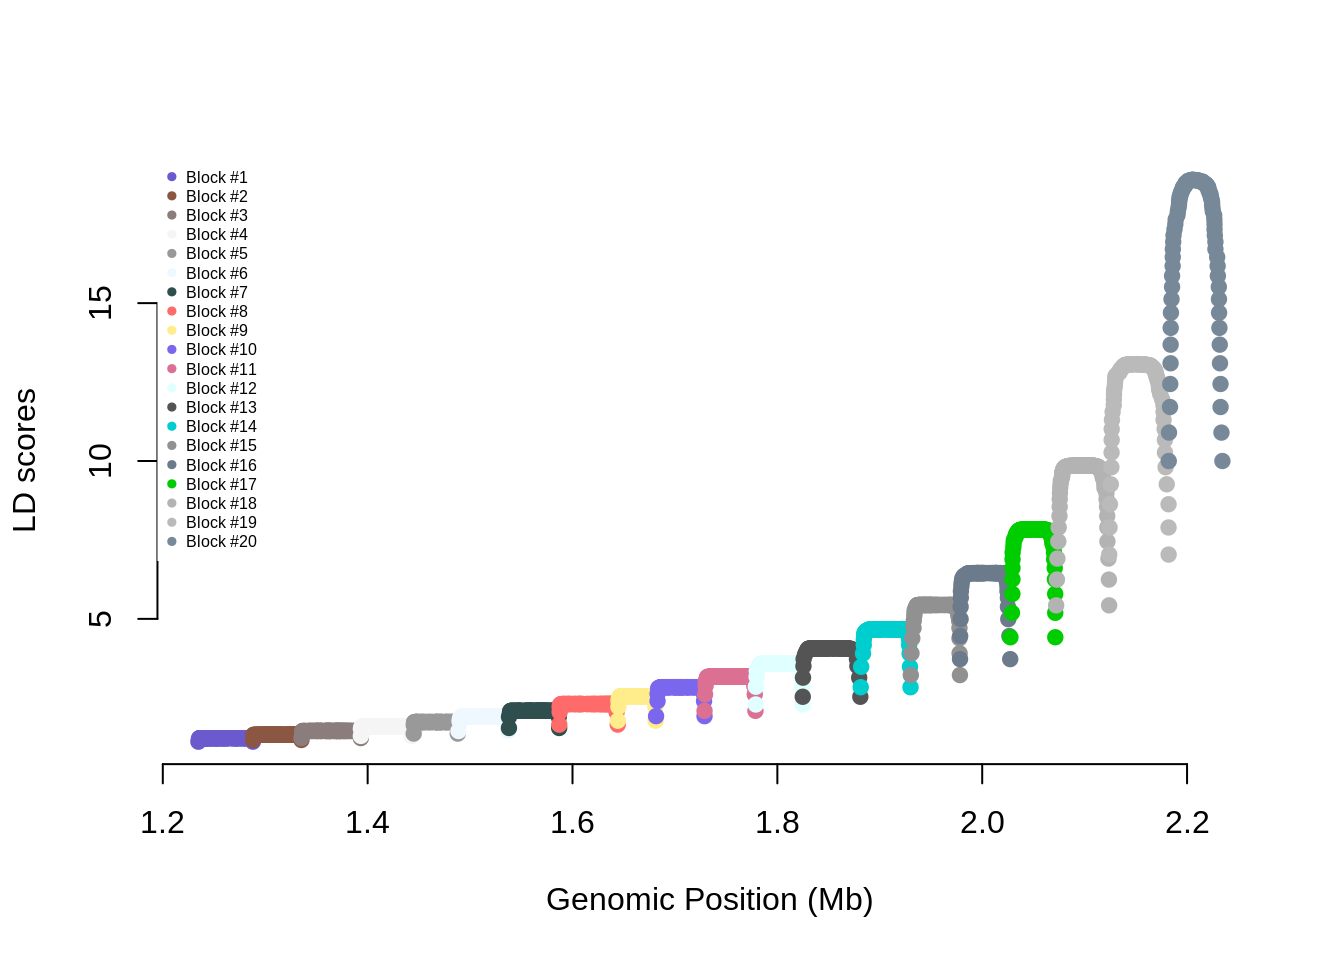 Block #1
Block #2
Block #3
Block #4
Block #5
Block #6
Block #7
Block #8
Block #9
Block #10
Block #11
Block #12
Block #13
Block #14
Block #15
Block #16
Block #17
Block #18
Block #19
Block #20
15
10
5
LD scores
1.2 1.4 1.6 1.8 2.0 2.2
Genomic Position (Mb)